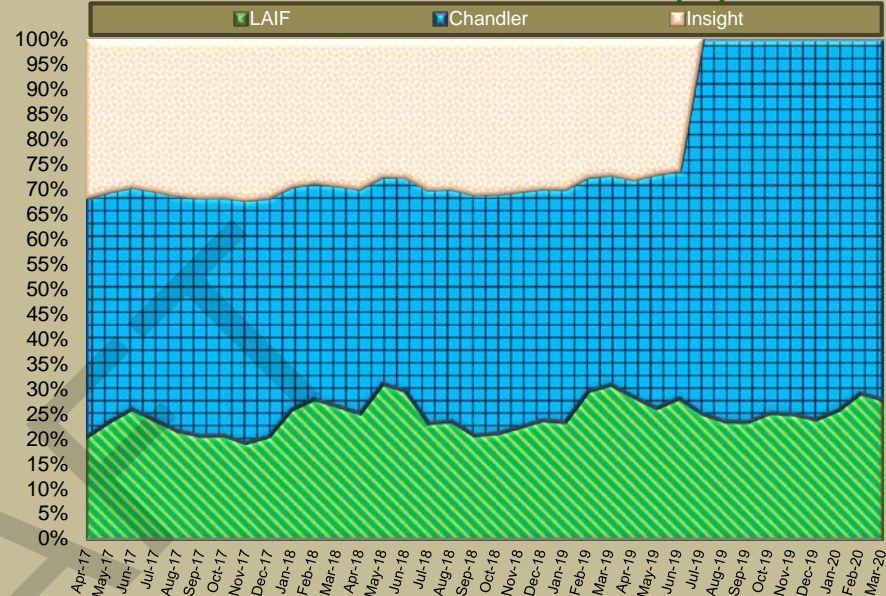 LAIF Chandler Insight
100%
95%
90%
85%
80%
75%
70%
65%
60%
55%
50%
45%
40%
35%
30%
25%
20%
15%
10%
5%
0%
Apr-17
May-17
Jun-17
Jul-17
Aug-17
Sep-17
Oct-17
Nov-17
Dec-17
Jan-18
Feb-18
Mar-18
Apr-18
May-18
Jun-18
Jul-18
Aug-18
Sep-18
Oct-18
Nov-18
Dec-18
Jan-19
Feb-19
Mar-19
Apr-19
May-19
Jun-19
Jul-19
Aug-19
Sep-19
Oct-19
Nov-19
Dec-19
Jan-20
Feb-20
Mar-20